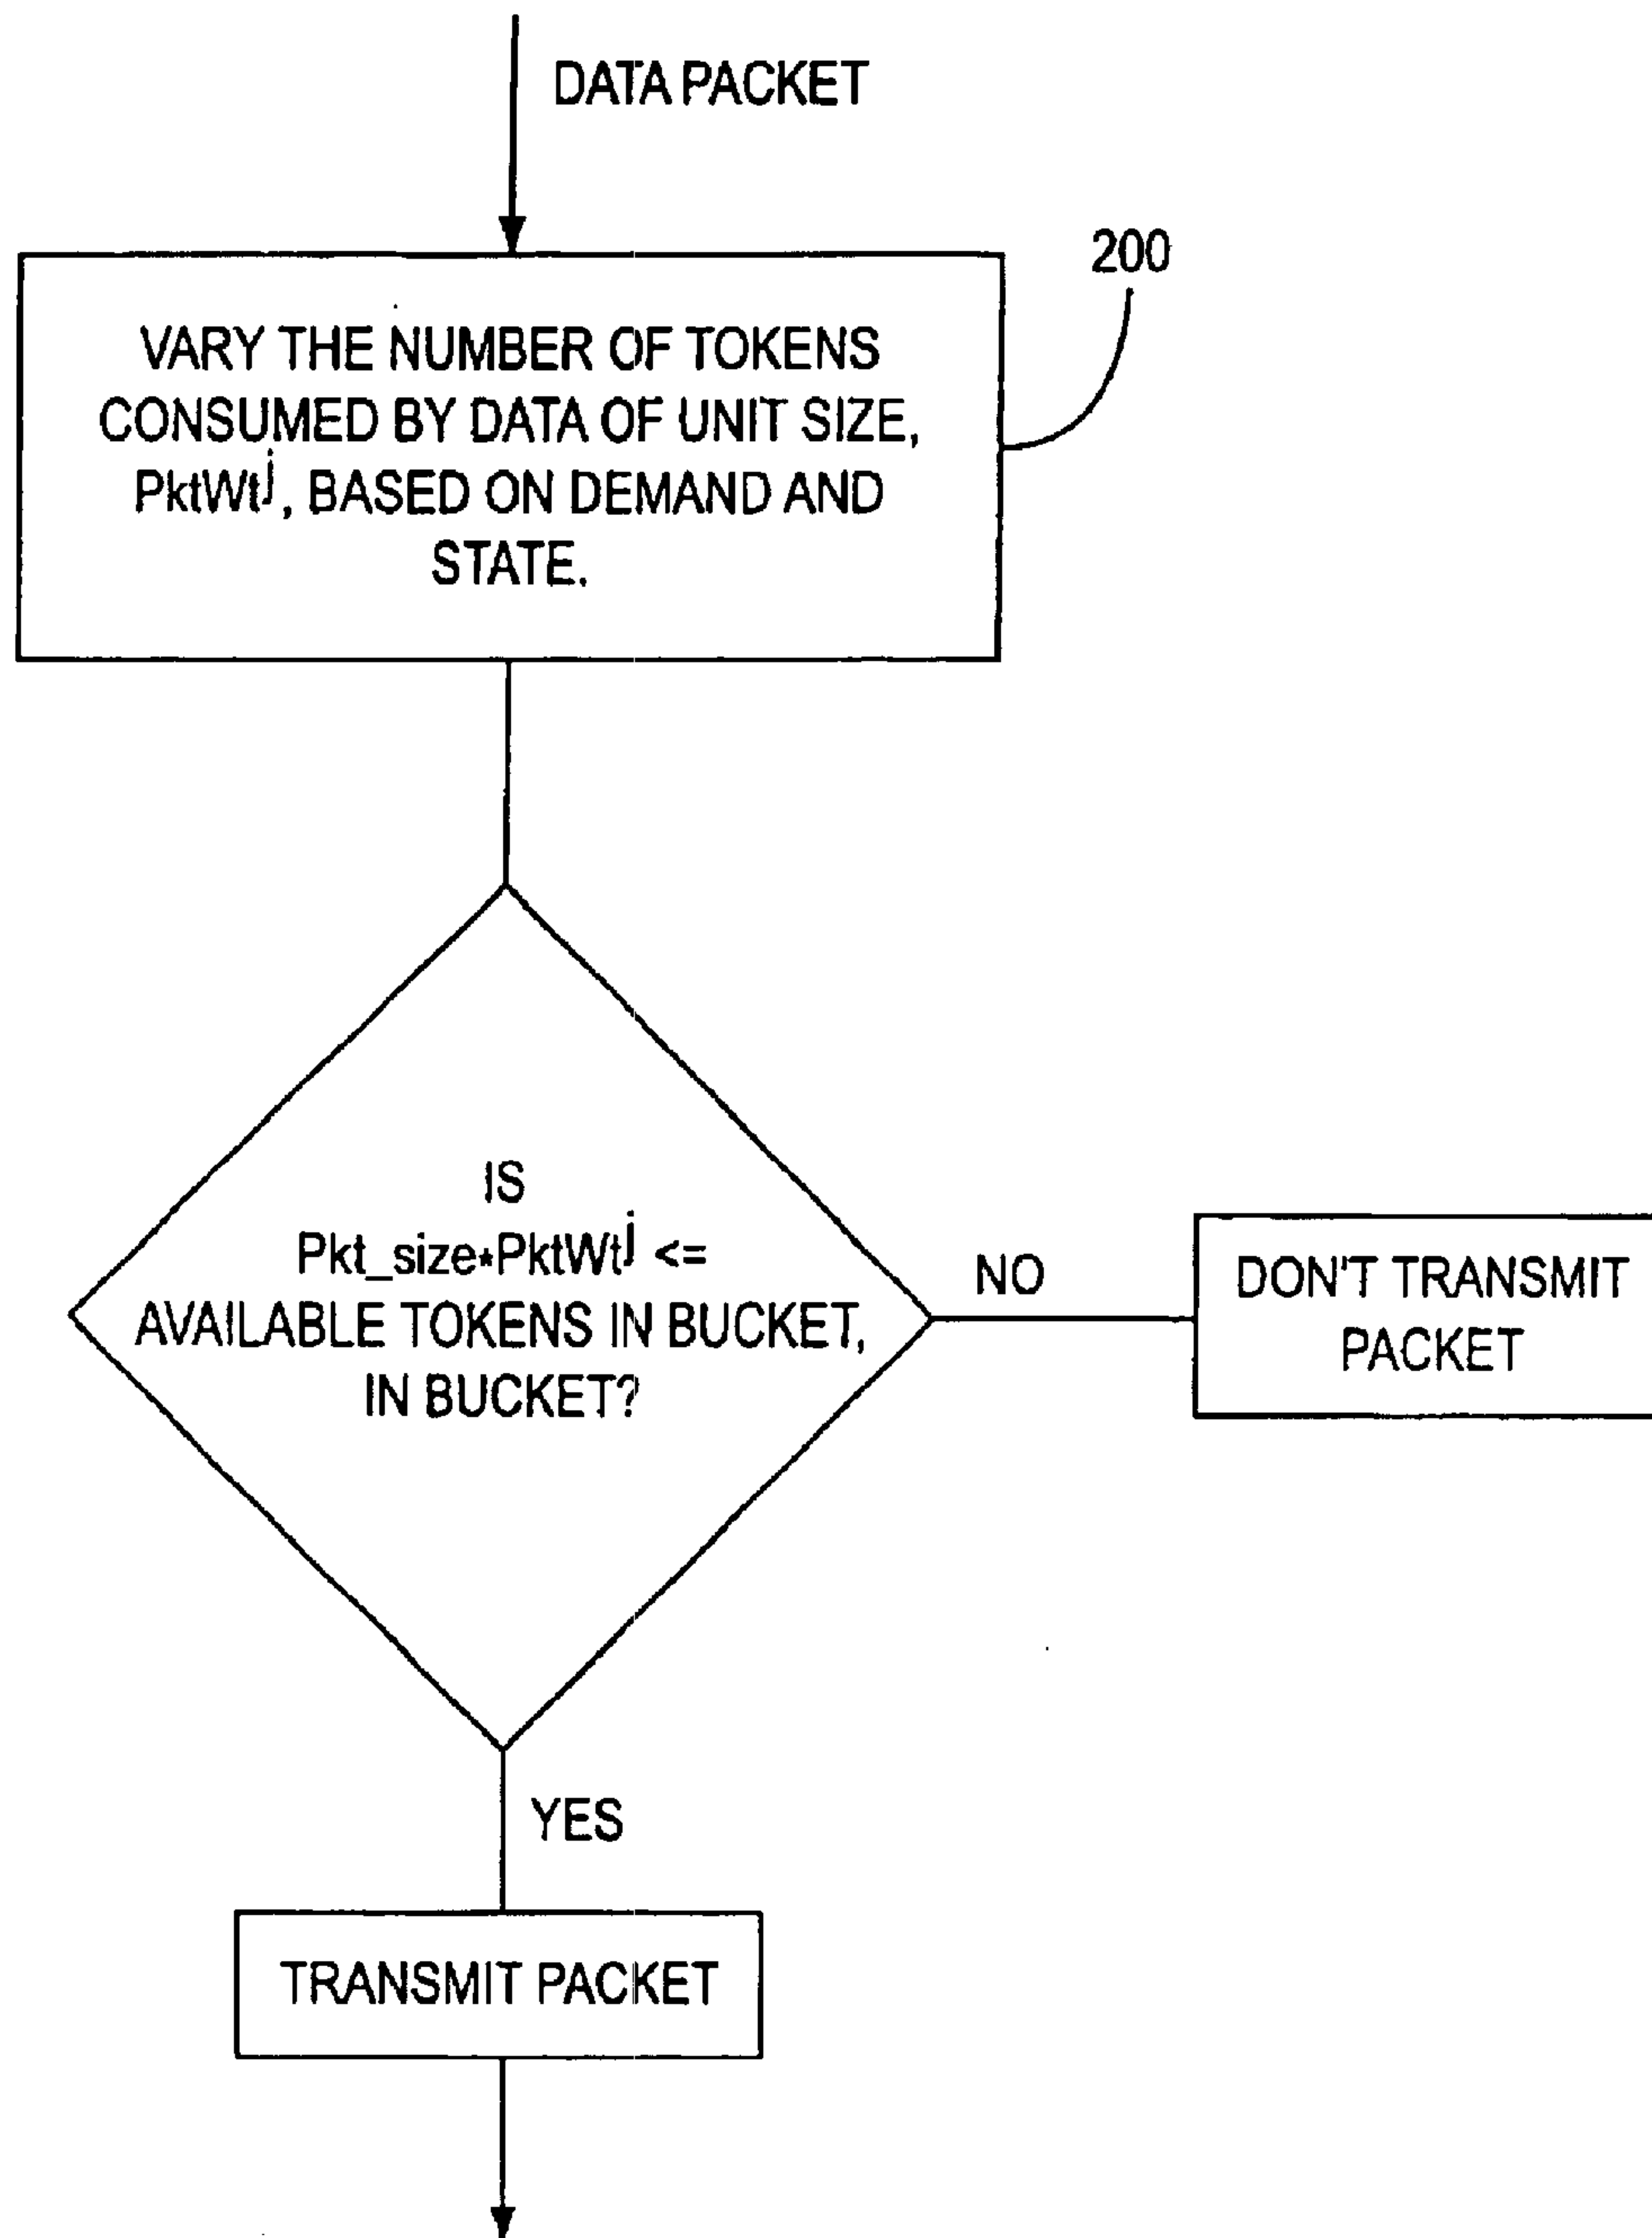 DATA PACKET
200
VARY THE NUMBER OF TOKENS
CONSUMED BY DATA OF UNIT SIZE,
PktWtʲ, BASED ON DEMAND AND
STATE.
IS
Pkt_size*PktWtʲ <=
AVAILABLE TOKENS IN BUCKET,
IN BUCKET?
NO
DON'T TRANSMIT
PACKET
YES
TRANSMIT PACKET